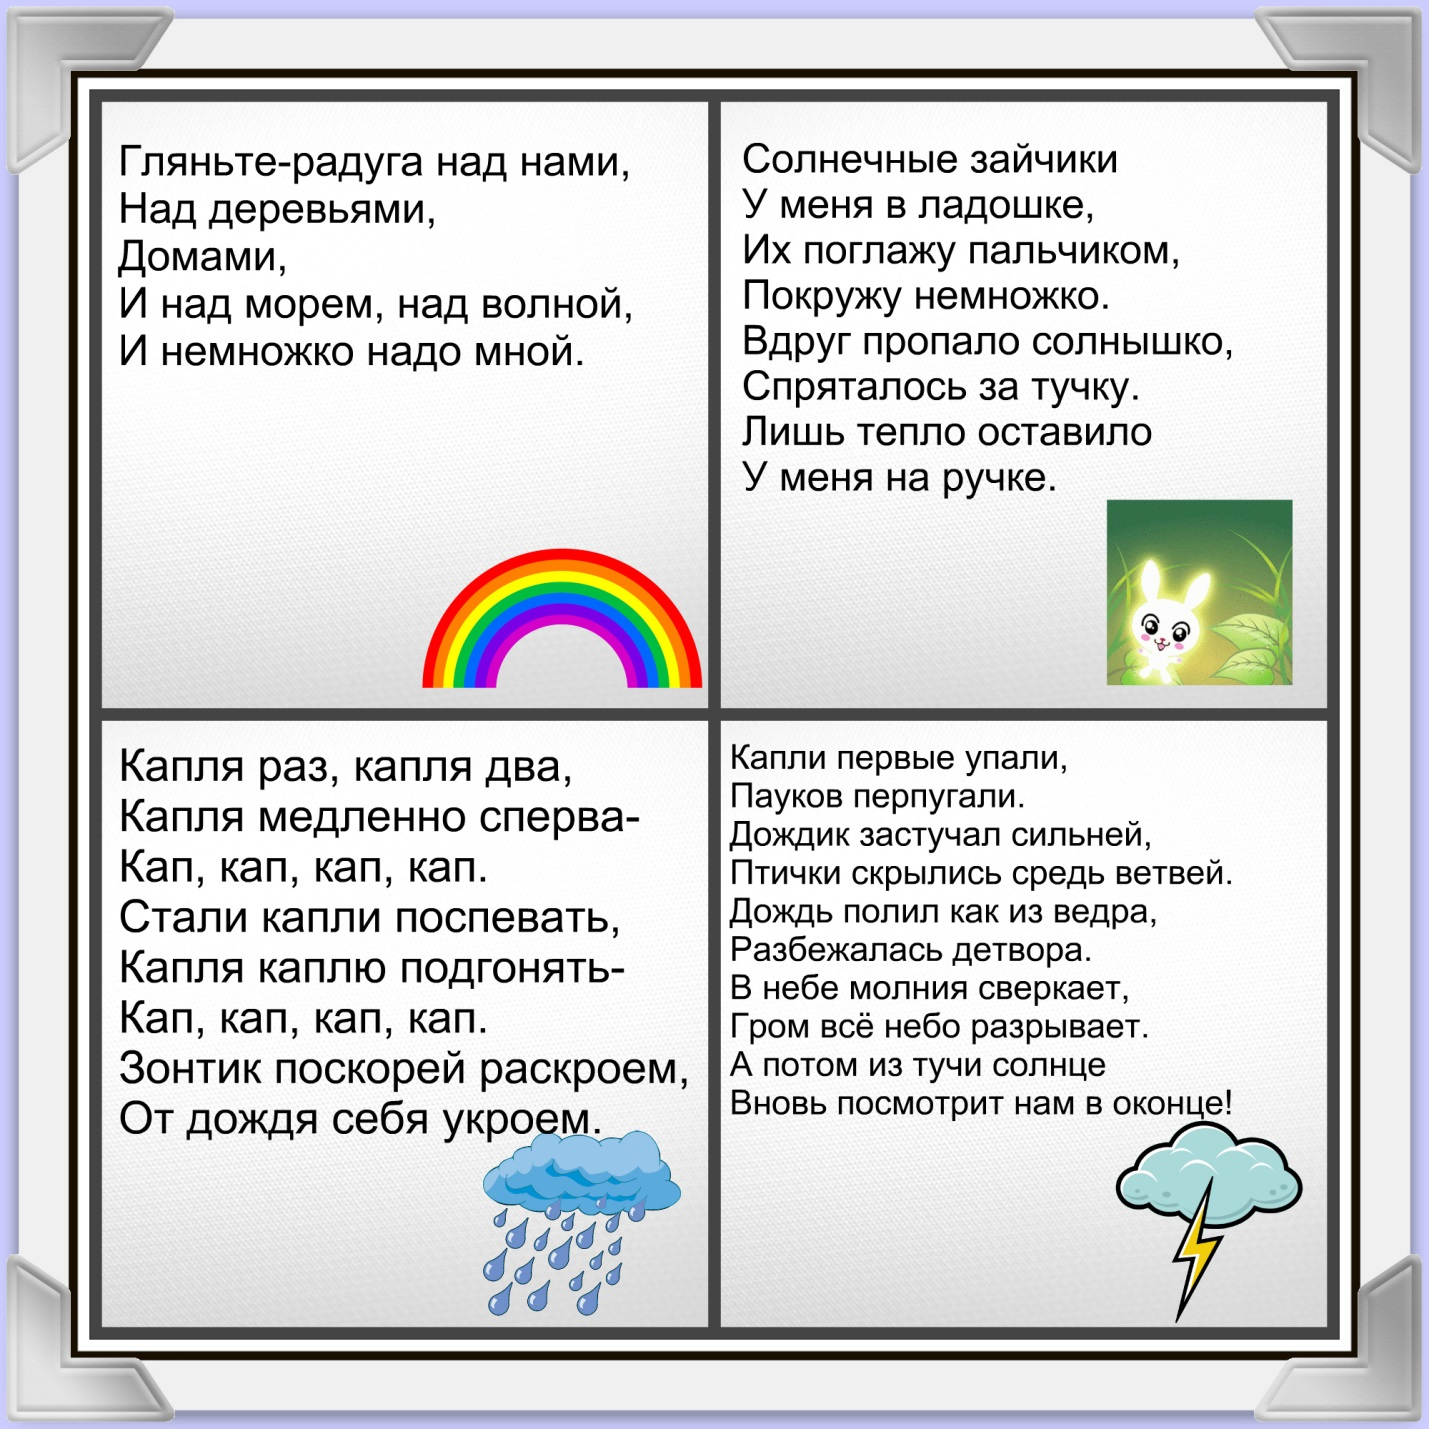 Гляньте-радуга над нами,
Над деревьями,
Домами,
И над морем, над волной,
И немножко надо мной.
Солнечные зайчики
У меня в ладошке,
Их поглажу пальчиком,
Покружу немножко.
Вдруг пропало солнышко,
Спряталось за тучку.
Лишь тепло оставило
У меня на ручке.
Капля раз, капля два,
Капля медленно сперва-
Кап, кап, кап, кап.
Стали капли поспевать,
Капля каплю подгонять-
Кап, кап, кап, кап.
Зонтик поскорей раскроем,
От дождя себя укроем.
Капли первые упали,
Пауков перпугали.
Дождик застучал сильней,
Птички скрылись средь ветвей.
Дождь полил как из ведра,
Разбежалась детвора.
В небе молния сверкает,
Гром всё небо разрывает.
А потом из тучи солнце
Вновь посмотрит нам в оконце!